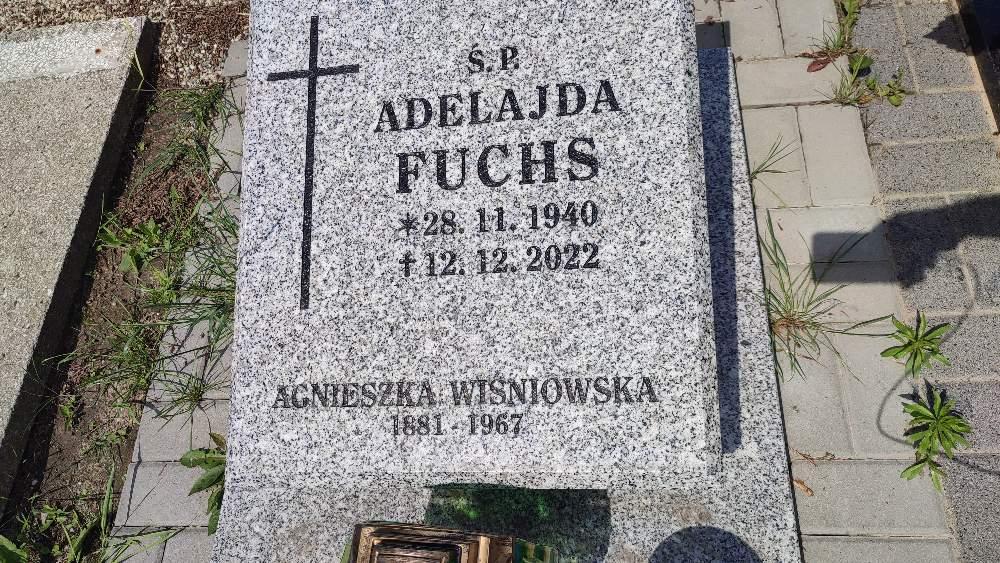 Ś.P.
ADELAJDA
FUCHS
* 28. 11. 1940
† 12. 12. 2022
AGNIESZKA WIŚNIOWSKA
1881 - 1967